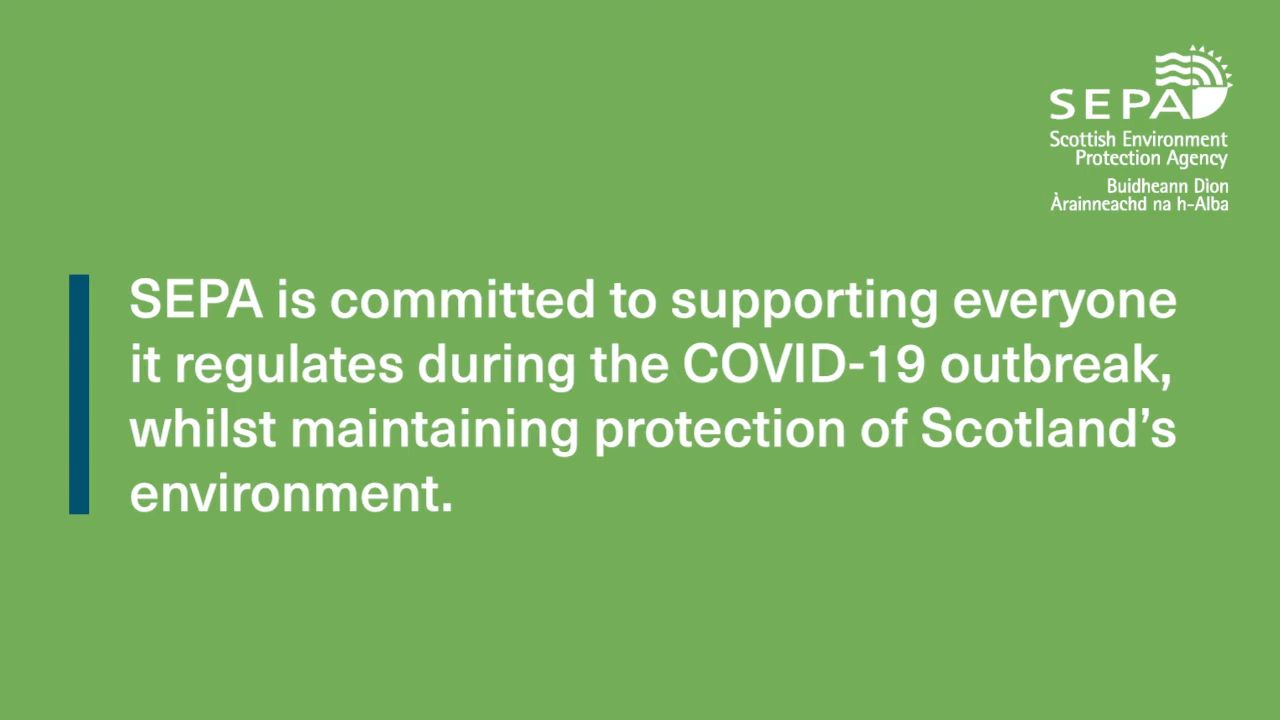 SEPA
Scottish Environment
Protection Agency
Buidheann Dìon
Àrainneachd na h-Alba
SEPA is committed to supporting everyone
it regulates during the COVID-19 outbreak,
whilst maintaining protection of Scotland’s
environment.